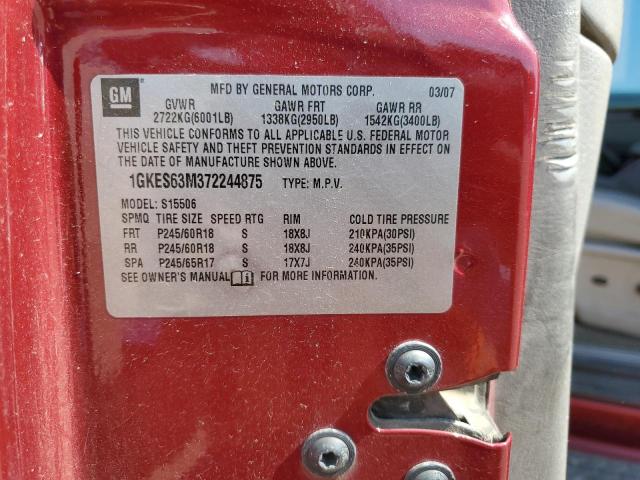 GM MFD BY GENERAL MOTORS CORP. 03/07
GVWR GAWR FRT GAWR RR
2722KG(6001LB) 1338KG(2950LB) 1542KG(3400LB)
THIS VEHICLE CONFORMS TO ALL APPLICABLE U.S. FEDERAL MOTOR
VEHICLE SAFETY AND THEFT PREVENTION STANDARDS IN EFFECT ON
THE DATE OF MANUFACTURE SHOWN ABOVE.
1GKES63M372244875 TYPE: M.P.V.
MODEL: S15506
SPMQ TIRE SIZE SPEED RTG RIM COLD TIRE PRESSURE
FRT P245/60R18 S 18X8J 210KPA(30PSI)
RR P245/60R18 S 18X8J 240KPA(35PSI)
SPA P245/65R17 S 17X7J 240KPA(35PSI)
SEE OWNER'S MANUAL FOR MORE INFORMATION.